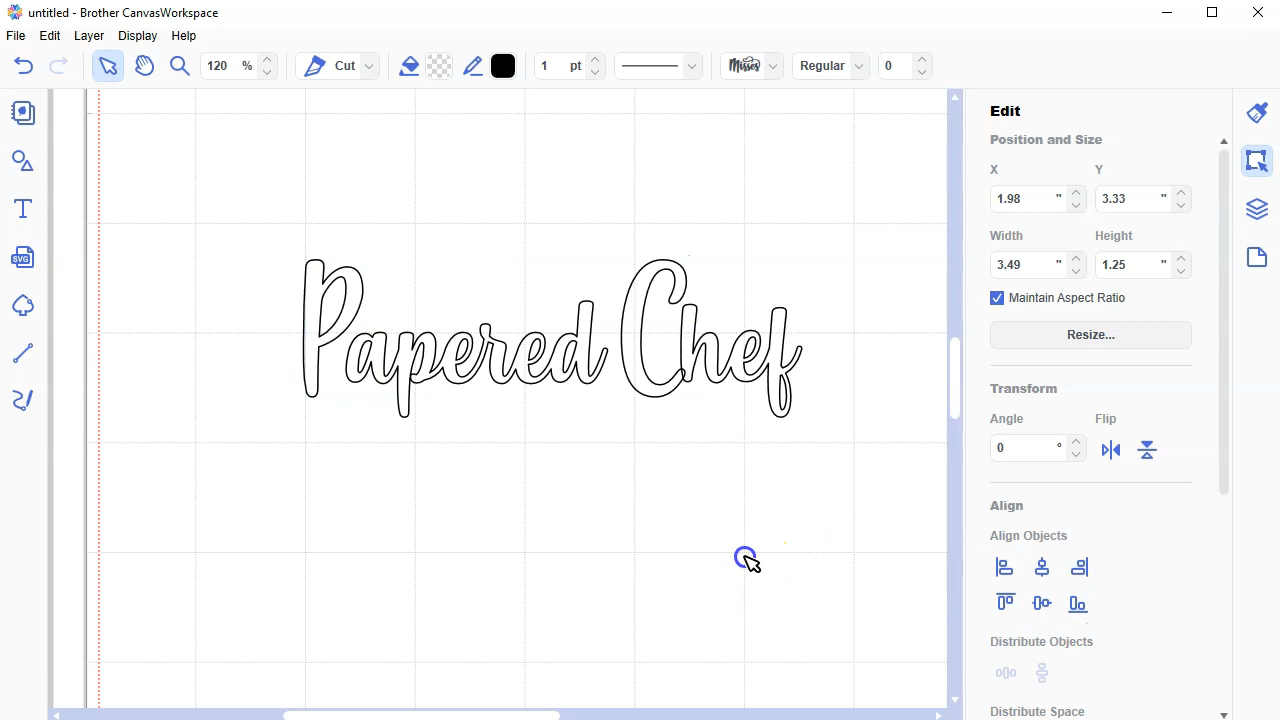 untitled - Brother CanvasWorkspace
File Edit Layer Display Help
120 % Cut 1 pt Misses Regular 0
Edit
Position and Size
X Y
1.98 " 3.33 "
Width Height
3.49 " 1.25 "
Maintain Aspect Ratio
Resize...
Transform
Angle Flip
0 °
Align
Align Objects
Distribute Objects
Distribute Space
T
SVG
Papered Chef